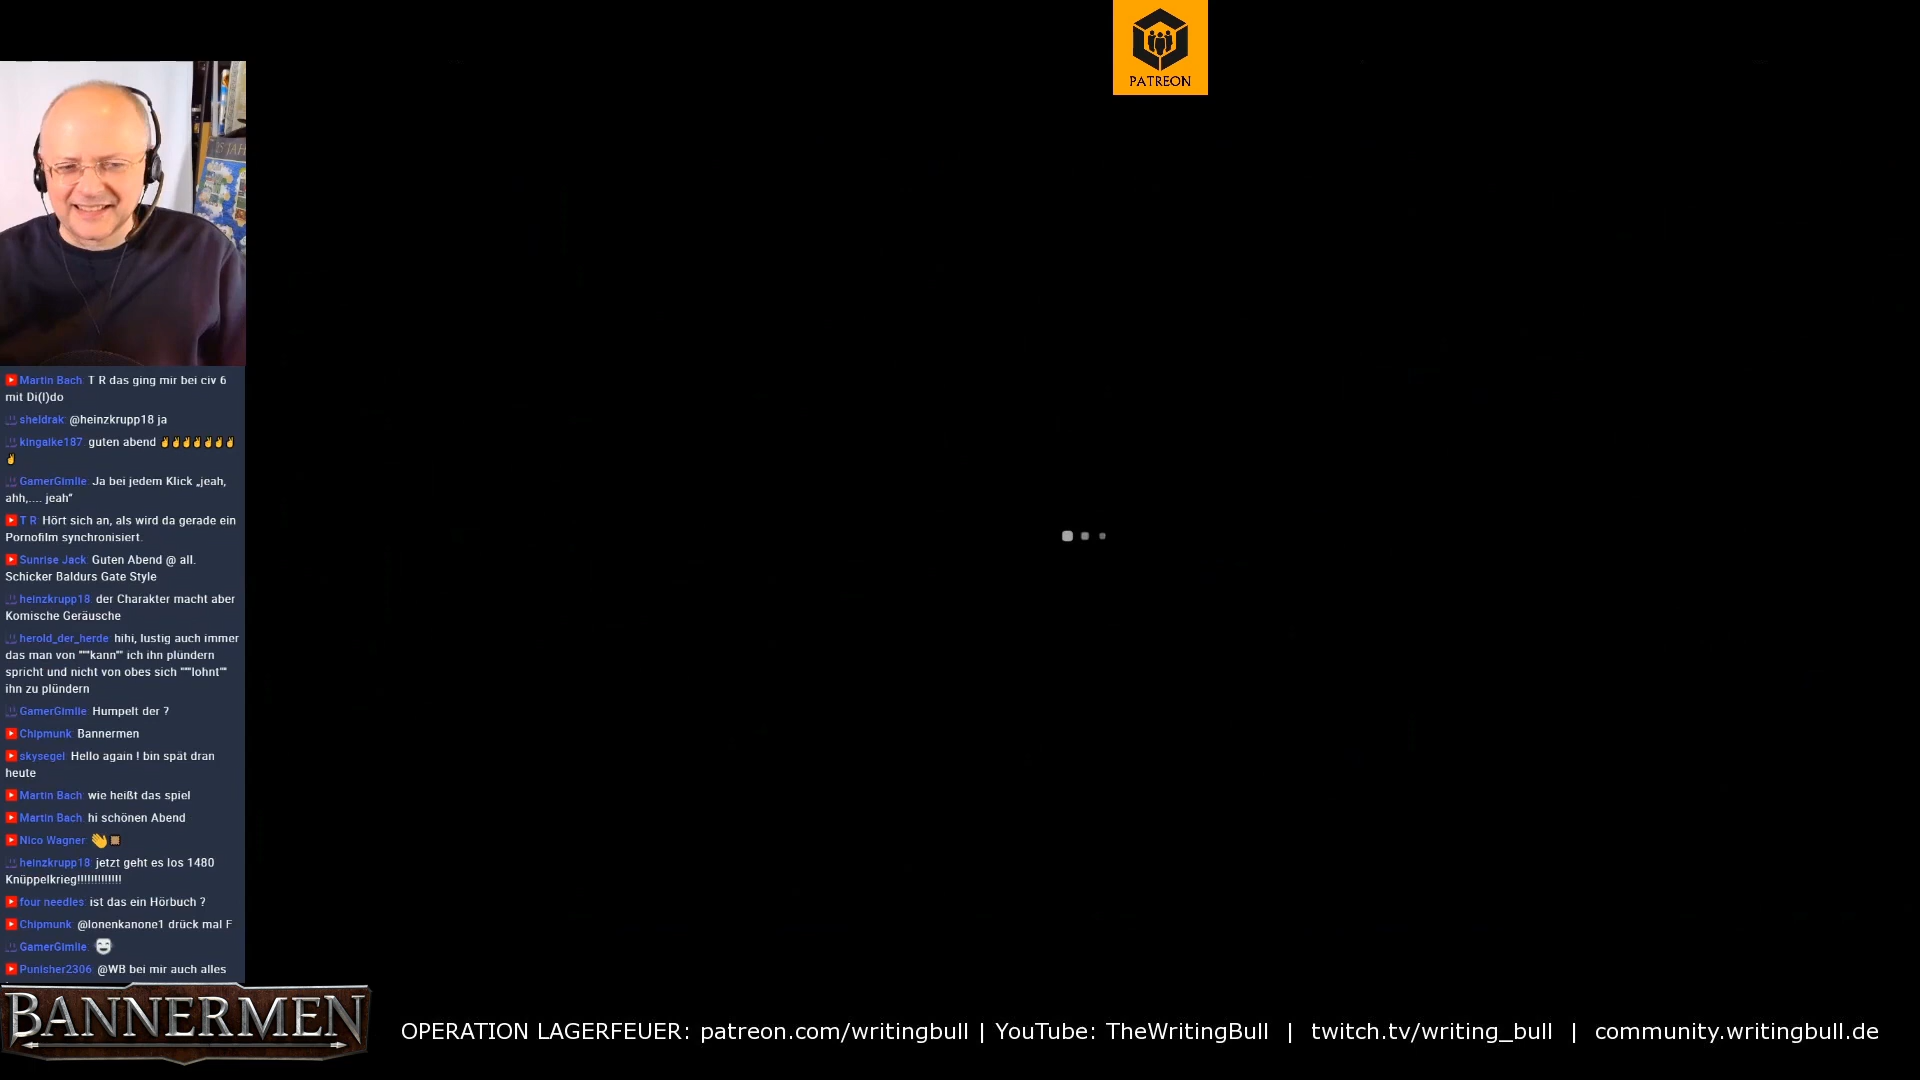 PATREON
25 JAH
Martin Bach: T R das ging mir bei civ 6
mit Di(l)do
sheldrak: @heinzkrupp18 ja
kingalke187: guten abend ✌✌✌✌✌✌✌
✌
GamerGimlie: Ja bei jedem Klick „jeah,
ahh,.... jeah“
T R: Hört sich an, als wird da gerade ein
Pornofilm synchronisiert.
Sunrise Jack: Guten Abend @ all.
Schicker Baldurs Gate Style
heinzkrupp18: der Charakter macht aber
Komische Geräusche
herold_der_herde: hihi, lustig auch immer
das man von """kann"" ich ihn plündern
spricht und nicht von obes sich """lohnt""
ihn zu plündern
GamerGimlie: Humpelt der ?
Chipmunk: Bannermen
skysegel: Hello again ! bin spät dran
heute
Martin Bach: wie heißt das spiel
Martin Bach: hi schönen Abend
Nico Wagner: 👋
heinzkrupp18: jetzt geht es los 1480
Knüppelkrieg!!!!!!!!!!!!!
four needles: ist das ein Hörbuch ?
Chipmunk: @Ionenkanone1 drück mal F
GamerGimlie:
Punisher2306: @WB bei mir auch alles
BANNERMEN
OPERATION LAGERFEUER: patreon.com/writingbull | YouTube: TheWritingBull | twitch.tv/writing_bull | community.writingbull.de